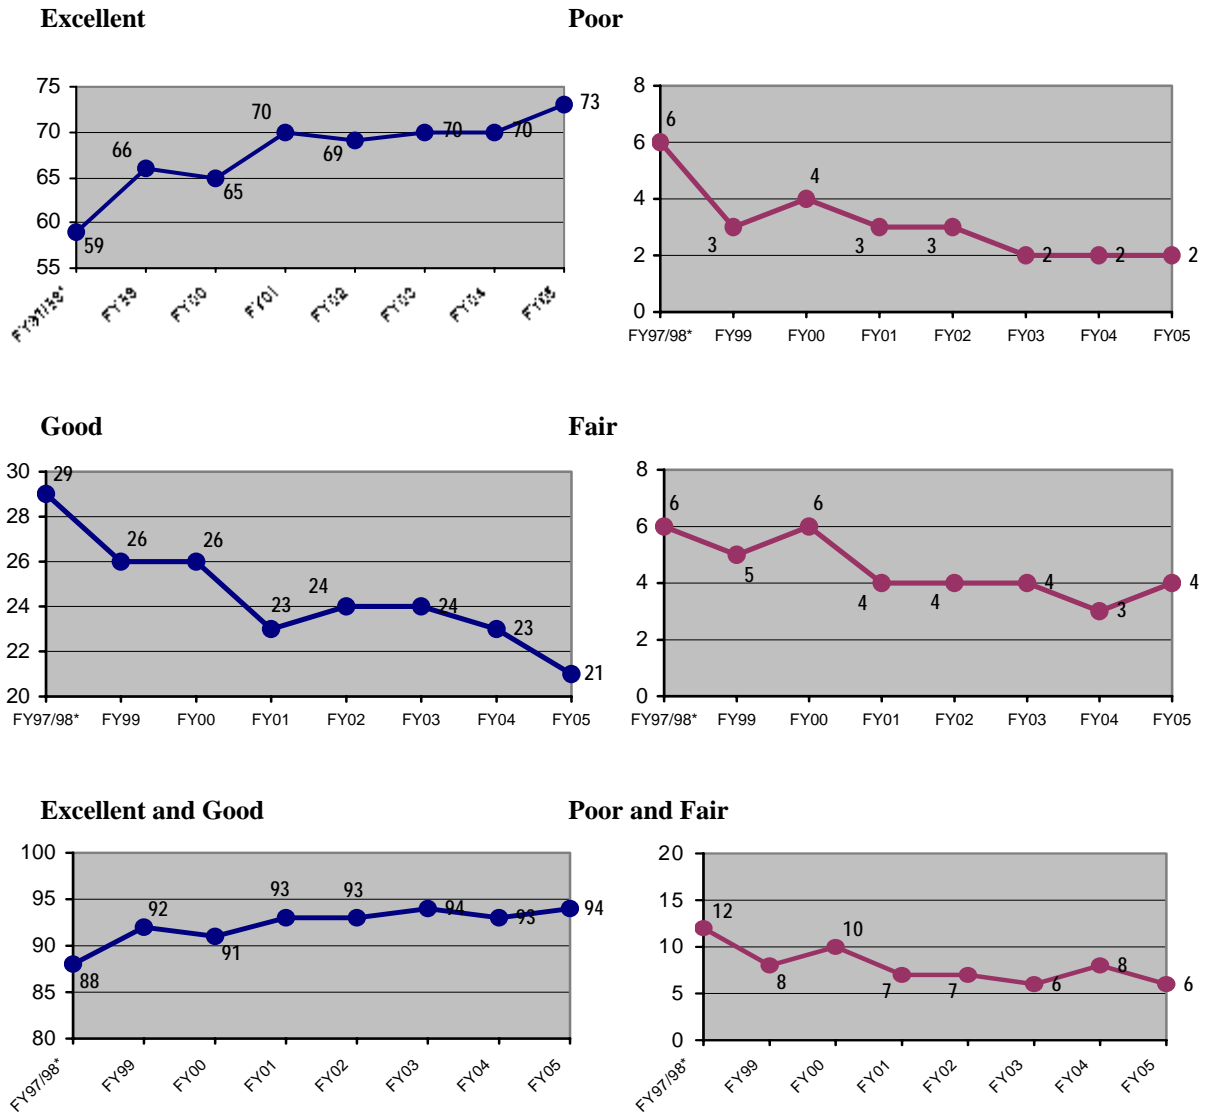 Excellent
75
70
65
60
55
59
66
65
70
69
70
70
73
FY97/98*
FY99
FY00
FY01
FY02
FY03
FY04
FY05
Poor
8
6
4
2
0
6
3
4
3
3
2
2
2
FY97/98*
FY99
FY00
FY01
FY02
FY03
FY04
FY05
Good
30
28
26
24
22
20
29
26
26
23
24
24
23
21
FY97/98*
FY99
FY00
FY01
FY02
FY03
FY04
FY05
Fair
8
6
4
2
0
6
5
6
4
4
4
3
4
FY97/98*
FY99
FY00
FY01
FY02
FY03
FY04
FY05
Excellent and Good
100
95
90
85
80
88
92
91
93
93
94
93
94
FY97/98*
FY99
FY00
FY01
FY02
FY03
FY04
FY05
Poor and Fair
20
15
10
5
0
12
8
10
7
7
6
8
6
FY97/98*
FY99
FY00
FY01
FY02
FY03
FY04
FY05